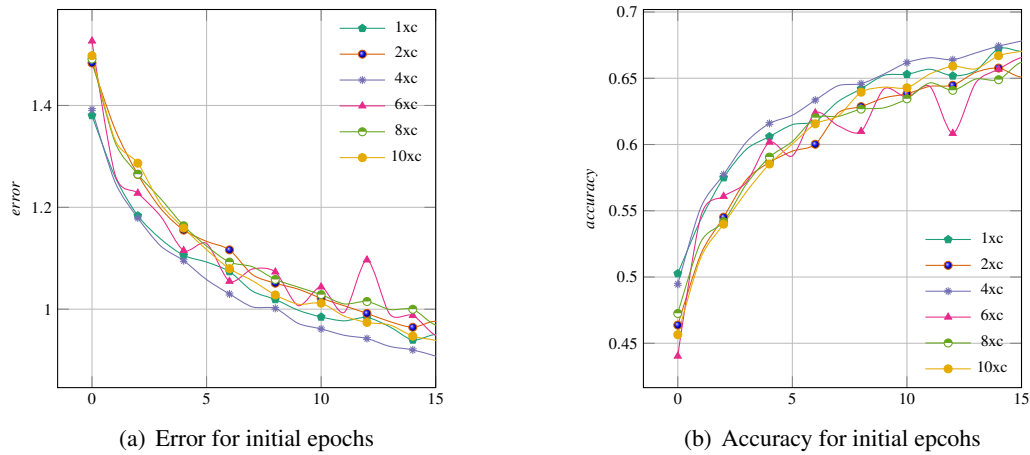 1.4
1.2
1
0
5
10
15
error
1xc
2xc
4xc
6xc
8xc
10xc
(a) Error for initial epochs
0.7
0.65
0.6
0.55
0.5
0.45
0
5
10
15
accuracy
1xc
2xc
4xc
6xc
8xc
10xc
(b) Accuracy for initial epcohs